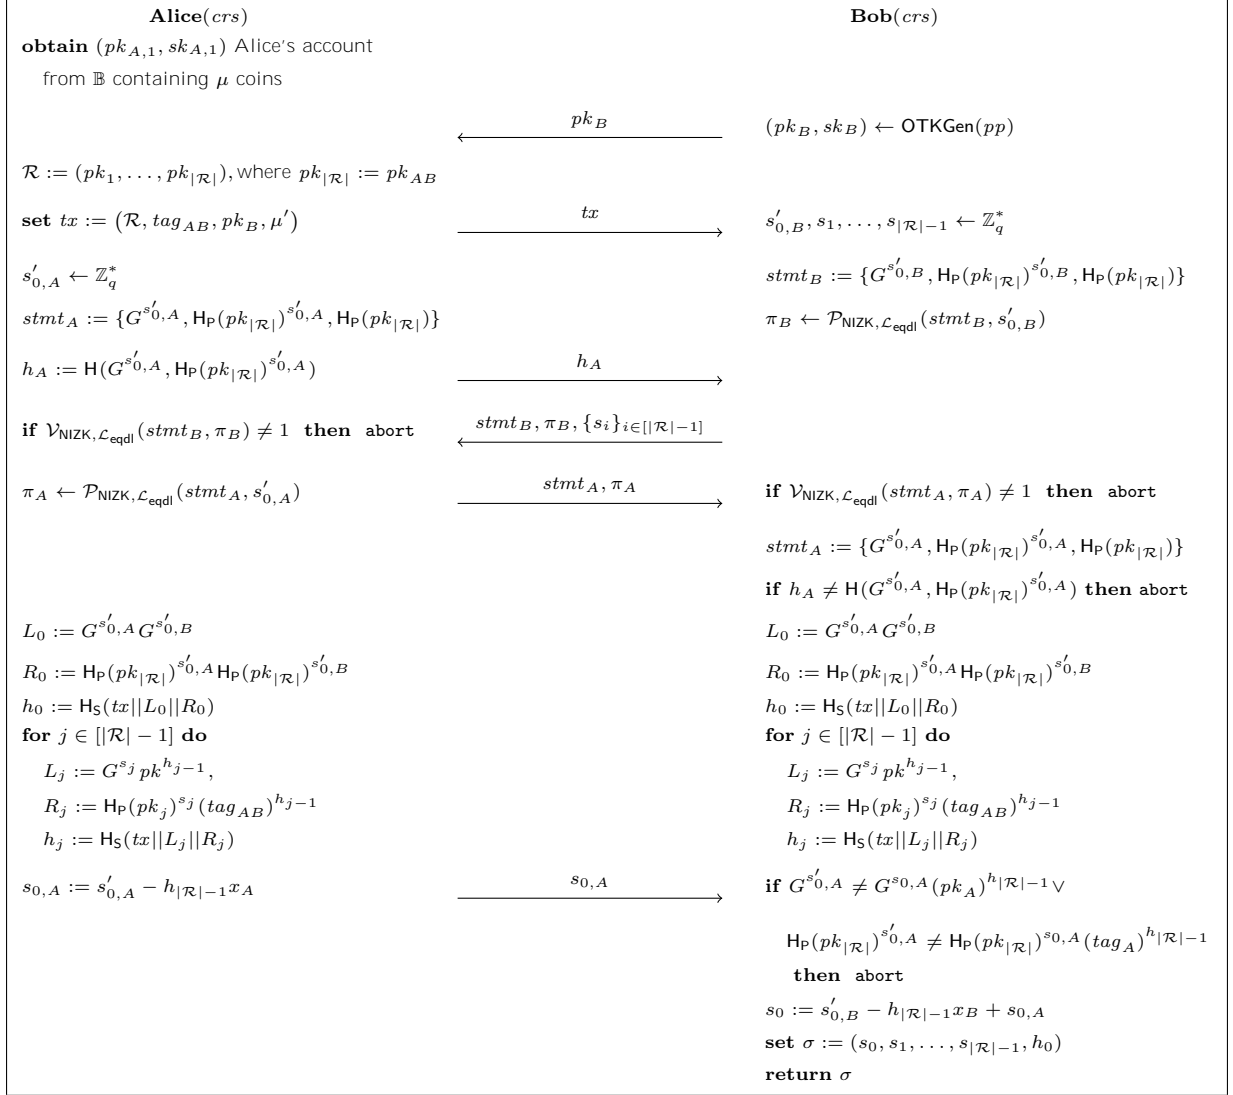 Alice(crs) Bob(crs)
obtain (pk_{A,1}, sk_{A,1}) Alice's account
from 𝔹 containing μ coins
pk_B (pk_B, sk_B) ← OTKGen(pp)
ℛ := (pk_1, …, pk_{|ℛ|}), where pk_{|ℛ|} := pk_{AB}
set tx := (ℛ, tag_{AB}, pk_B, μ′) tx s′_{0,B}, s_1, …, s_{|ℛ|−1} ← ℤ*_q
s′_{0,A} ← ℤ*_q stmt_B := {G^{s′_{0,B}}, H_P(pk_{|ℛ|})^{s′_{0,B}}, H_P(pk_{|ℛ|})}
stmt_A := {G^{s′_{0,A}}, H_P(pk_{|ℛ|})^{s′_{0,A}}, H_P(pk_{|ℛ|})} π_B ← 𝒫_{NIZK,ℒ_{eqdl}}(stmt_B, s′_{0,B})
h_A := H(G^{s′_{0,A}}, H_P(pk_{|ℛ|})^{s′_{0,A}}) h_A
if 𝒱_{NIZK,ℒ_{eqdl}}(stmt_B, π_B) ≠ 1 then abort stmt_B, π_B, {s_i}_{i∈[|ℛ|−1]}
π_A ← 𝒫_{NIZK,ℒ_{eqdl}}(stmt_A, s′_{0,A}) stmt_A, π_A if 𝒱_{NIZK,ℒ_{eqdl}}(stmt_A, π_A) ≠ 1 then abort
stmt_A := {G^{s′_{0,A}}, H_P(pk_{|ℛ|})^{s′_{0,A}}, H_P(pk_{|ℛ|})}
if h_A ≠ H(G^{s′_{0,A}}, H_P(pk_{|ℛ|})^{s′_{0,A}}) then abort
L_0 := G^{s′_{0,A}} G^{s′_{0,B}} L_0 := G^{s′_{0,A}} G^{s′_{0,B}}
R_0 := H_P(pk_{|ℛ|})^{s′_{0,A}} H_P(pk_{|ℛ|})^{s′_{0,B}} R_0 := H_P(pk_{|ℛ|})^{s′_{0,A}} H_P(pk_{|ℛ|})^{s′_{0,B}}
h_0 := H_S(tx||L_0||R_0) h_0 := H_S(tx||L_0||R_0)
for j ∈ [|ℛ| − 1] do for j ∈ [|ℛ| − 1] do
L_j := G^{s_j} pk^{h_{j−1}}, L_j := G^{s_j} pk^{h_{j−1}},
R_j := H_P(pk_j)^{s_j} (tag_{AB})^{h_{j−1}} R_j := H_P(pk_j)^{s_j} (tag_{AB})^{h_{j−1}}
h_j := H_S(tx||L_j||R_j) h_j := H_S(tx||L_j||R_j)
s_{0,A} := s′_{0,A} − h_{|ℛ|−1} x_A s_{0,A} if G^{s′_{0,A}} ≠ G^{s_{0,A}} (pk_A)^{h_{|ℛ|−1}} ∨
H_P(pk_{|ℛ|})^{s′_{0,A}} ≠ H_P(pk_{|ℛ|})^{s_{0,A}} (tag_A)^{h_{|ℛ|−1}}
then abort
s_0 := s′_{0,B} − h_{|ℛ|−1} x_B + s_{0,A}
set σ := (s_0, s_1, …, s_{|ℛ|−1}, h_0)
return σ